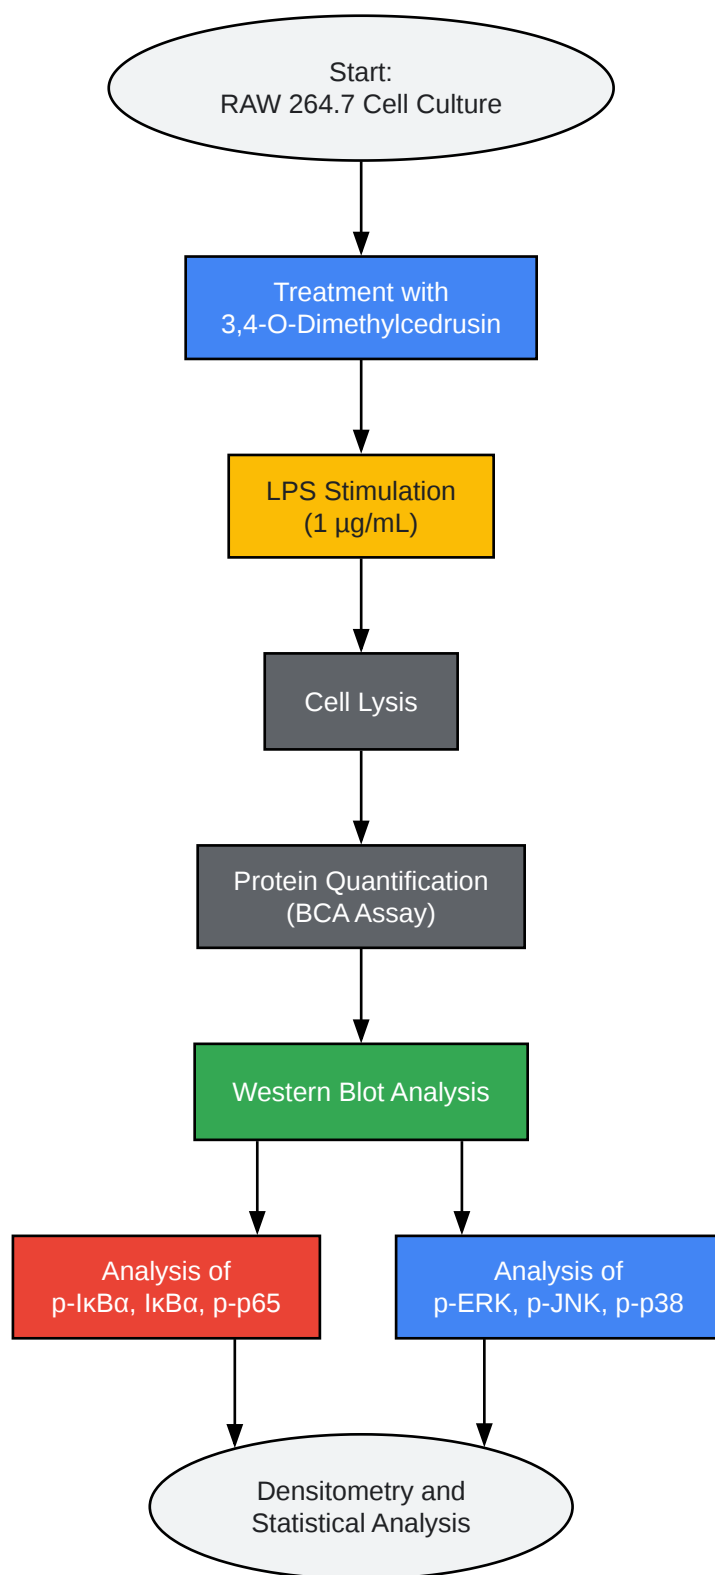 Start:
RAW 264.7 Cell Culture
Treatment with
3,4-O-Dimethylcedrusin
LPS Stimulation
(1 µg/mL)
Cell Lysis
Protein Quantification
(BCA Assay)
Western Blot Analysis
Analysis of
p-IκBα, IκBα, p-p65
Analysis of
p-ERK, p-JNK, p-p38
Densitometry and
Statistical Analysis